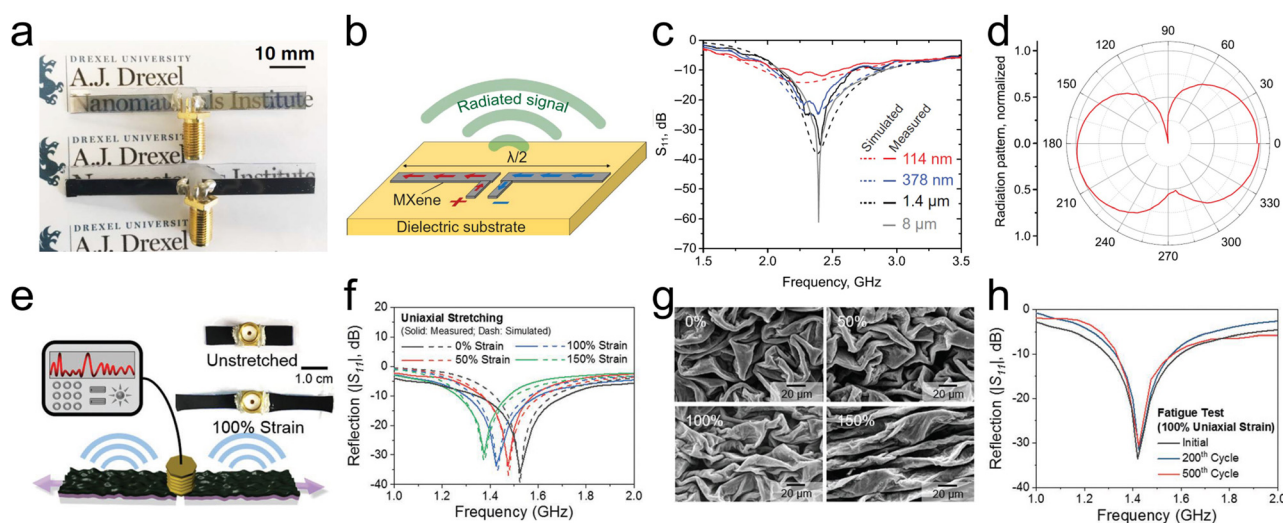 a
10 mm
DREXEL UNIVERSITY
A.J. Drexel
Nanomaterials Institute
DREXEL UNIVERSITY
A.J. Drexel
DREXEL UNIVERSITY
A.J. Drexel
b
Radiated signal
λ/2
MXene
+
−
Dielectric substrate
c
S11, dB
0
−10
−20
−30
−40
−50
−60
−70
1.5
2.0
2.5
3.0
3.5
Frequency, GHz
Simulated
Measured
114 nm
378 nm
1.4 µm
8 µm
d
Radiation pattern, normalized
1.0
0.5
0.0
0.5
1.0
90
60
30
0
330
300
270
240
210
180
150
120
e
Unstretched
1.0 cm
100% Strain
f
Reflection (|S11|, dB)
20
10
0
-10
-20
-30
-40
Uniaxial Stretching
(Solid: Measured; Dash: Simulated)
0% Strain
100% Strain
50% Strain
150% Strain
1.0
1.2
1.4
1.6
1.8
2.0
Frequency (GHz)
g
0%
20 µm
50%
20 µm
100%
20 µm
150%
20 µm
h
Reflection (|S11|, dB)
0
-10
-20
-30
-40
Fatigue Test
(100% Uniaxial Strain)
Initial
200th Cycle
500th Cycle
1.0
1.2
1.4
1.6
1.8
2.0
Frequency (GHz)